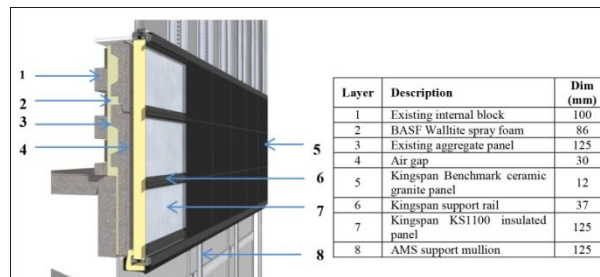 1
2
3
4
5
6
7
8
Layer Description Dim (mm)
1 Existing internal block 100
2 BASF Walltite spray foam 86
3 Existing aggregate panel 125
4 Air gap 30
5 Kingspan Benchmark ceramic granite panel 12
6 Kingspan support rail 37
7 Kingspan KS1100 insulated panel 125
8 AMS support mullion 125